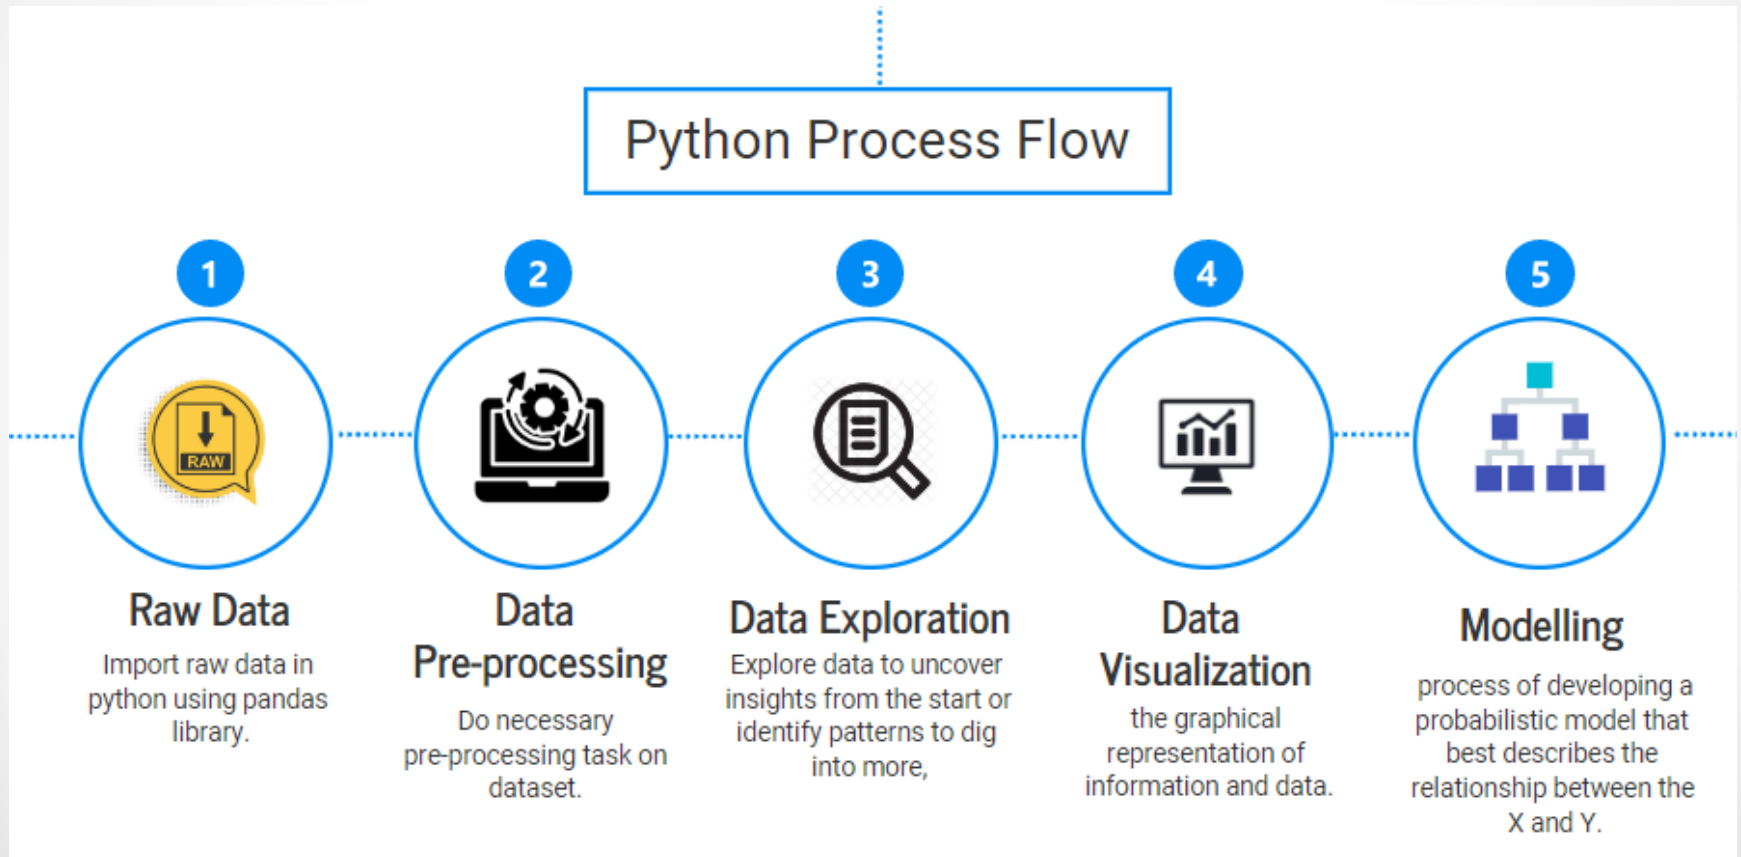 Python Process Flow
1
2
3
4
5
RAW
Raw Data
Import raw data in
python using pandas
library.
Data
Pre-processing
Do necessary
pre-processing task on
dataset.
Data Exploration
Explore data to uncover
insights from the start or
identify patterns to dig
into more,
Data
Visualization
the graphical
representation of
information and data.
Modelling
process of developing a
probabilistic model that
best describes the
relationship between the
X and Y.